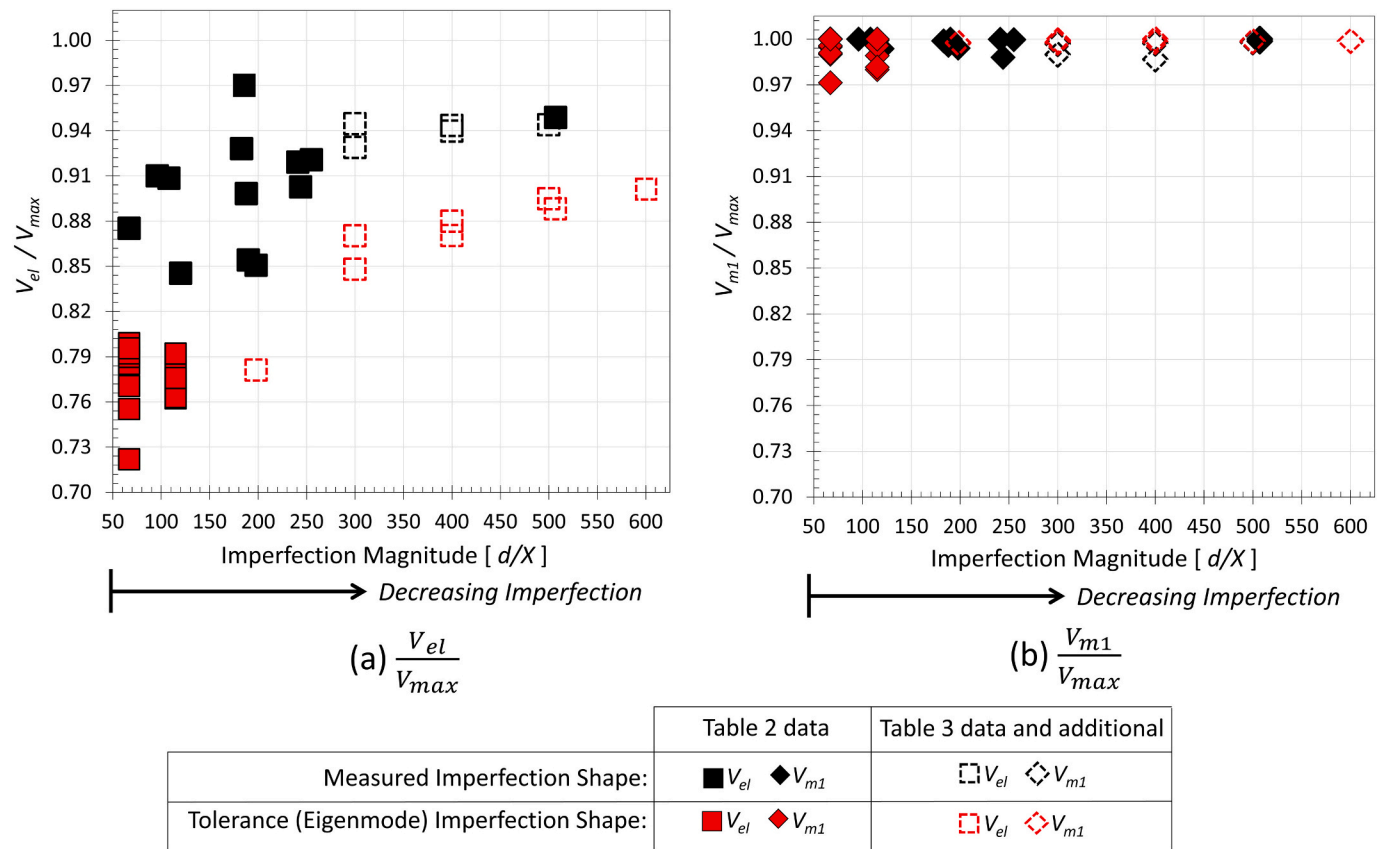 1.00
0.97
0.94
0.91
0.88
0.85
0.82
0.79
0.76
0.73
0.70
V_el / V_max
50 100 150 200 250 300 350 400 450 500 550 600
Imperfection Magnitude [ d/X ]
Decreasing Imperfection
(a) V_el / V_max
1.00
0.97
0.94
0.91
0.88
0.85
0.82
0.79
0.76
0.73
0.70
V_m1 / V_max
50 100 150 200 250 300 350 400 450 500 550 600
Imperfection Magnitude [ d/X ]
Decreasing Imperfection
(b) V_m1 / V_max
Table 2 data Table 3 data and additional
Measured Imperfection Shape: V_el V_m1 V_el V_m1
Tolerance (Eigenmode) Imperfection Shape: V_el V_m1 V_el V_m1